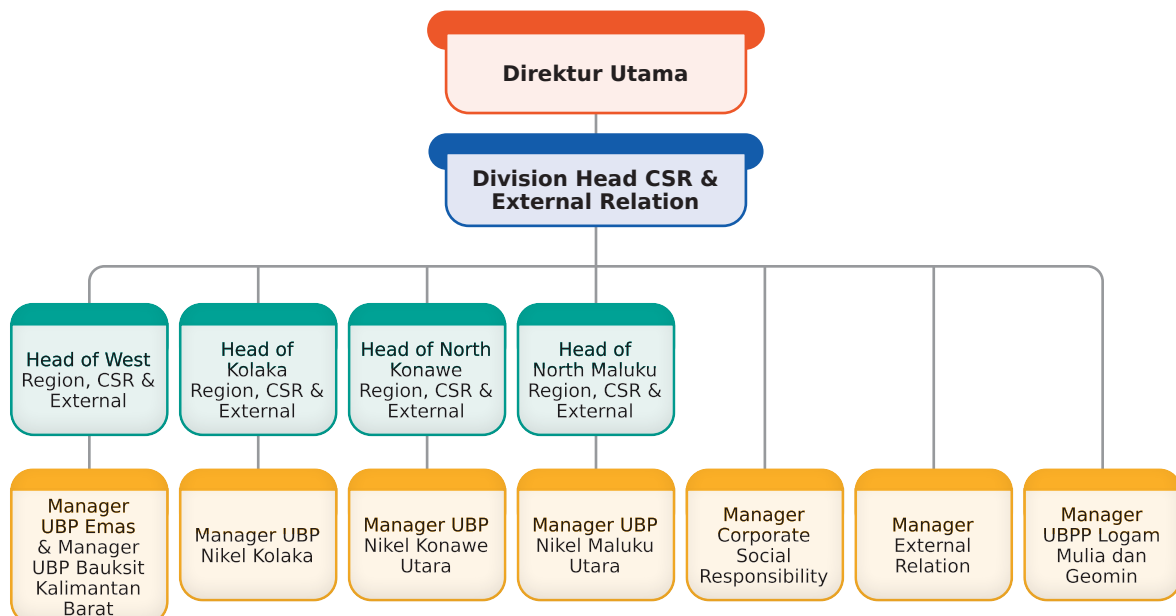 Direktur Utama
Division Head CSR &
External Relation
Head of West
Region, CSR &
External
Head of
Kolaka
Region, CSR &
External
Head of North
Konawe
Region, CSR &
External
Head of
North Maluku
Region, CSR &
External
Manager
UBP Emas
& Manager
UBP Bauksit
Kalimantan
Barat
Manager UBP
Nikel Kolaka
Manager UBP
Nikel Konawe
Utara
Manager UBP
Nikel Maluku
Utara
Manager
Corporate
Social
Responsibility
Manager
External
Relation
Manager
UBPP Logam
Mulia dan
Geomin